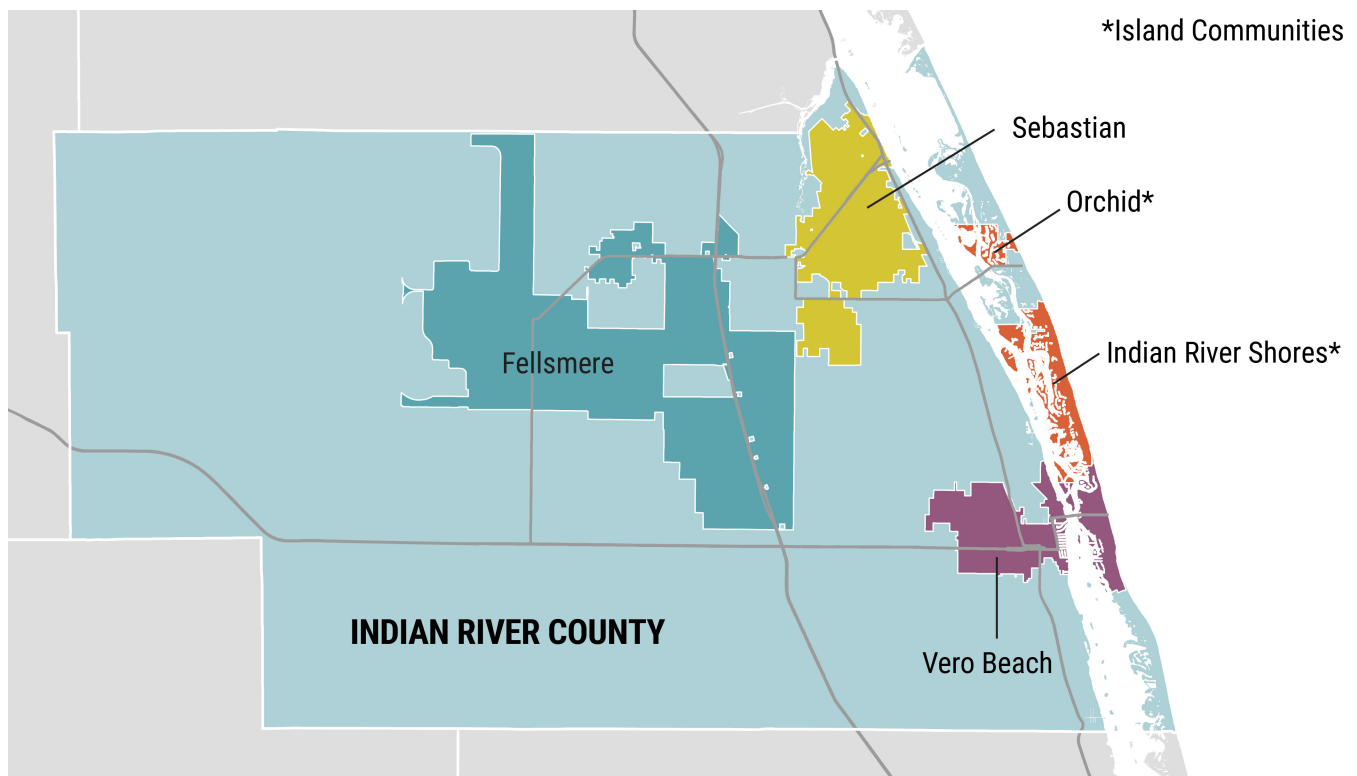 *Island Communities
Sebastian
Orchid*
Indian River Shores*
Fellsmere
INDIAN RIVER COUNTY
Vero Beach